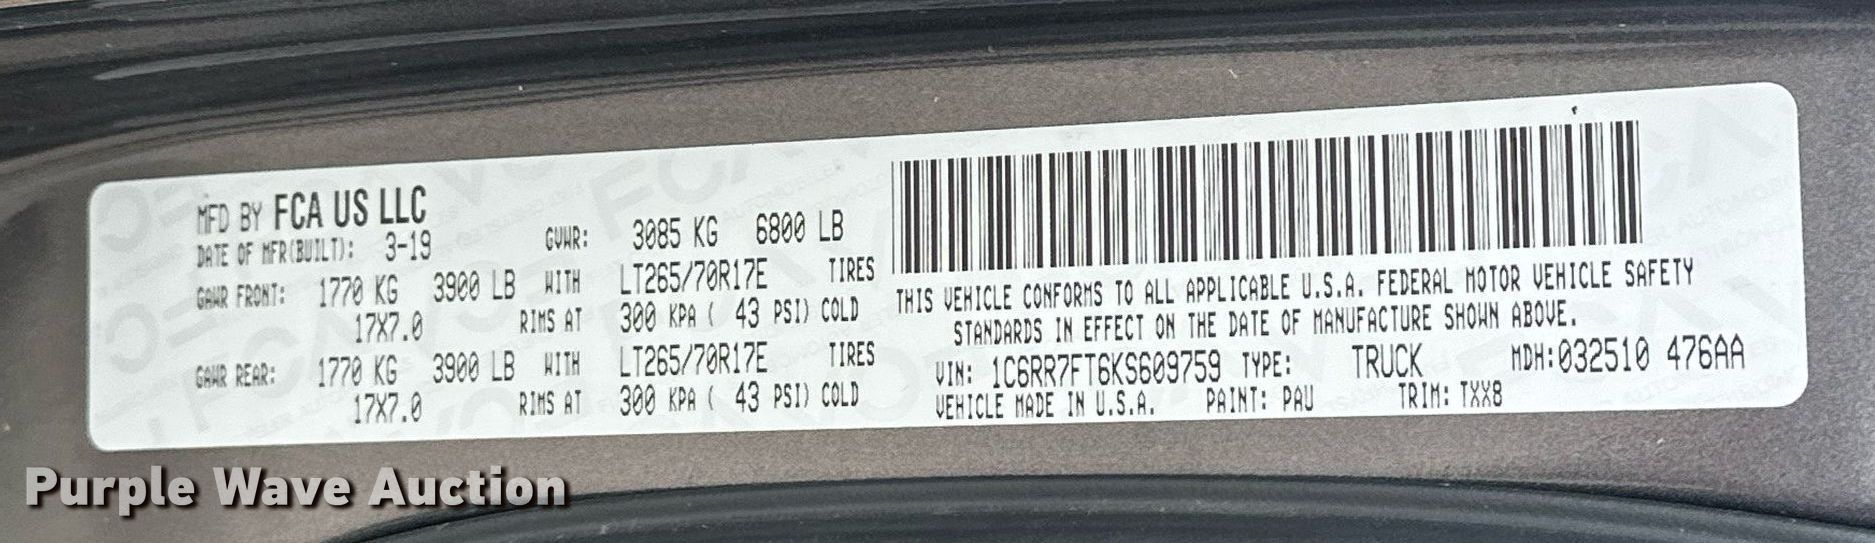 MFD BY FCA US LLC
DATE OF MFR(BUILT): 3-19 GVWR: 3085 KG 6800 LB
GAWR FRONT: 1770 KG 3900 LB WITH LT265/70R17E TIRES
17X7.0 RIMS AT 300 KPA ( 43 PSI) COLD
GAWR REAR: 1770 KG 3900 LB WITH LT265/70R17E TIRES
17X7.0 RIMS AT 300 KPA ( 43 PSI) COLD
THIS VEHICLE CONFORMS TO ALL APPLICABLE U.S.A. FEDERAL MOTOR VEHICLE SAFETY
STANDARDS IN EFFECT ON THE DATE OF MANUFACTURE SHOWN ABOVE.
VIN: 1C6RR7FT6KS609759 TYPE: TRUCK MDH:032510 476AA
VEHICLE MADE IN U.S.A. PAINT: PAU TRIM: TXX8
Purple Wave Auction